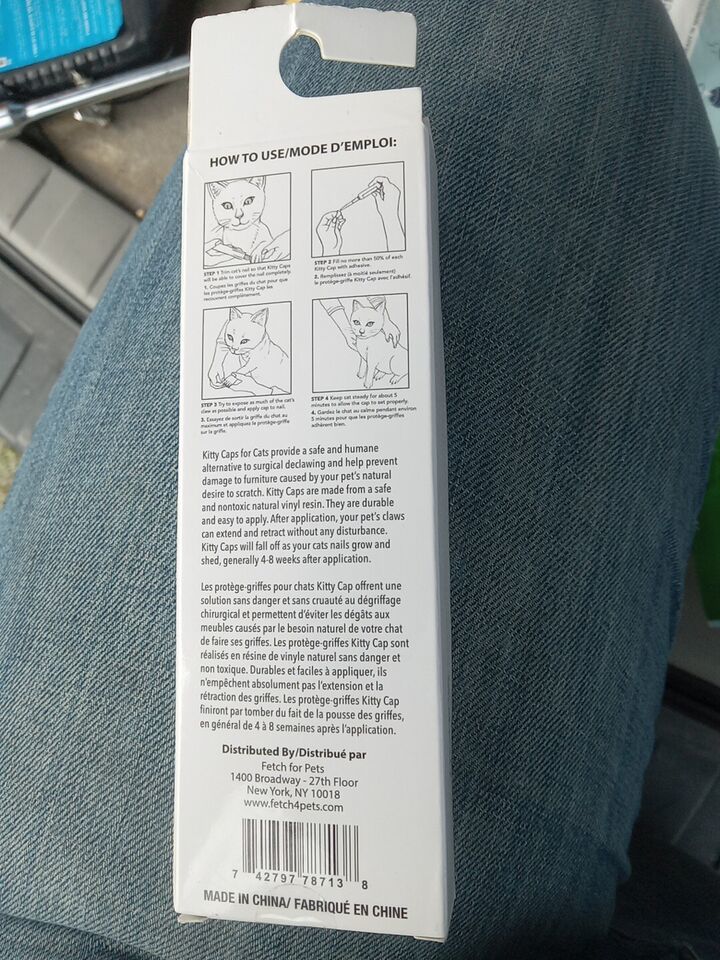 HOW TO USE/MODE D'EMPLOI:
STEP 1 Trim cat's nail so that Kitty Caps
will be able to cover the nail completely.
1. Coupez les griffes du chat pour que
les protège-griffes Kitty Cap les
recouvrent complètement.
STEP 2 Fill no more than 50% of each
Kitty Cap with adhesive.
2. Remplissez (à moitié seulement)
le protège-griffe Kitty Cap avec l'adhésif.
STEP 3 Try to expose as much of the cat's
claw as possible and apply cap to nail.
3. Essayez de sortir la griffe du chat au
maximum et appliquez le protège-griffe
sur la griffe.
STEP 4 Keep cat steady for about 5
minutes to allow the cap to set properly.
4. Gardez le chat au calme pendant environ
5 minutes pour que les protège-griffes
adhèrent bien.
Kitty Caps for Cats provide a safe and humane
alternative to surgical declawing and help prevent
damage to furniture caused by your pet's natural
desire to scratch. Kitty Caps are made from a safe
and nontoxic natural vinyl resin. They are durable
and easy to apply. After application, your pet's claws
can extend and retract without any disturbance.
Kitty Caps will fall off as your cats nails grow and
shed, generally 4-8 weeks after application.
Les protège-griffes pour chats Kitty Cap offrent une
solution sans danger et sans cruauté au dégriffage
chirurgical et permettent d'éviter les dégâts aux
meubles causés par le besoin naturel de votre chat
de faire ses griffes. Les protège-griffes Kitty Cap sont
réalisés en résine de vinyle naturel sans danger et
non toxique. Durables et faciles à appliquer, ils
n'empêchent absolument pas l'extension et la
rétraction des griffes. Les protège-griffes Kitty Cap
finiront par tomber du fait de la pousse des griffes,
en général de 4 à 8 semaines après l'application.
Distributed By/Distribué par
Fetch for Pets
1400 Broadway - 27th Floor
New York, NY 10018
www.fetch4pets.com
7 42797 78713 8
MADE IN CHINA/ FABRIQUÉ EN CHINE